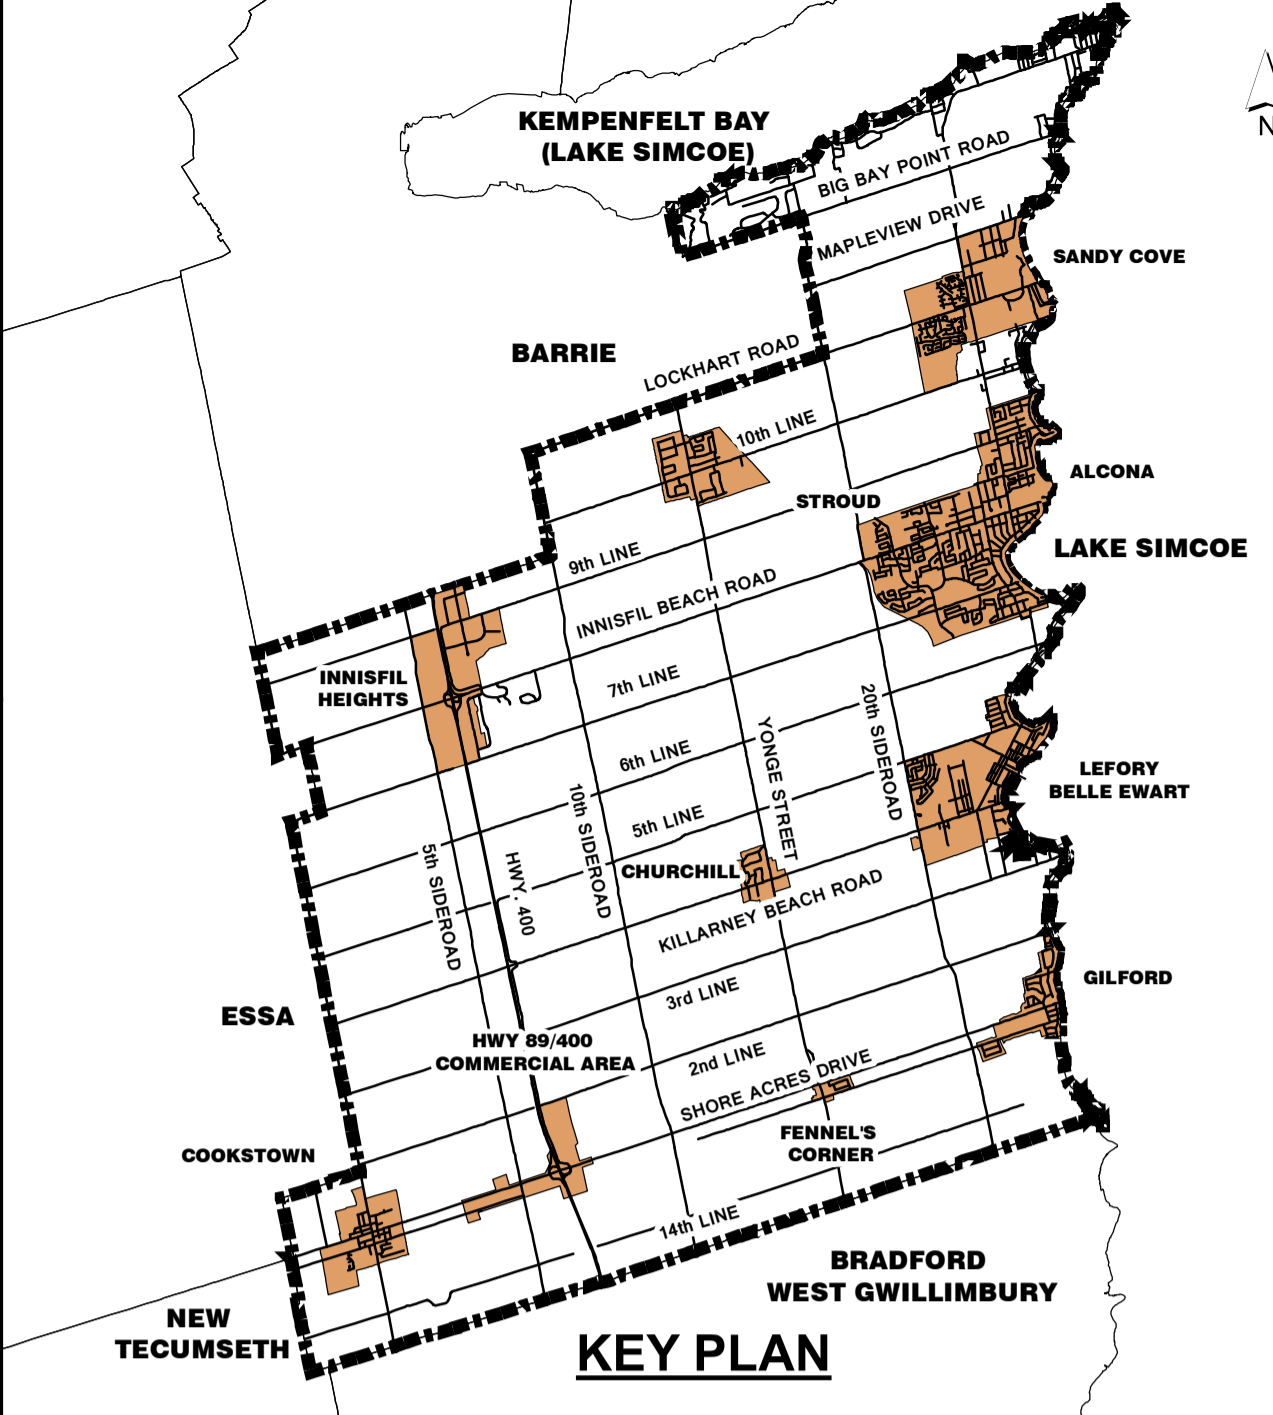 KEMPENFELT BAY
(LAKE SIMCOE)
N
BIG BAY POINT ROAD
MAPLEVIEW DRIVE
SANDY COVE
BARRIE
LOCKHART ROAD
10th LINE
ALCONA
STROUD
LAKE SIMCOE
9th LINE
INNISFIL BEACH ROAD
INNISFIL
HEIGHTS
7th LINE
20th SIDEROAD
YONGE STREET
6th LINE
LEFORY
BELLE EWART
10th SIDEROAD
5th LINE
5th SIDEROAD
HWY. 400
CHURCHILL
KILLARNEY BEACH ROAD
GILFORD
3rd LINE
ESSA
HWY 89/400
COMMERCIAL AREA
2nd LINE
SHORE ACRES DRIVE
COOKSTOWN
FENNEL'S
CORNER
14th LINE
BRADFORD
WEST GWILLIMBURY
NEW
TECUMSETH
KEY PLAN